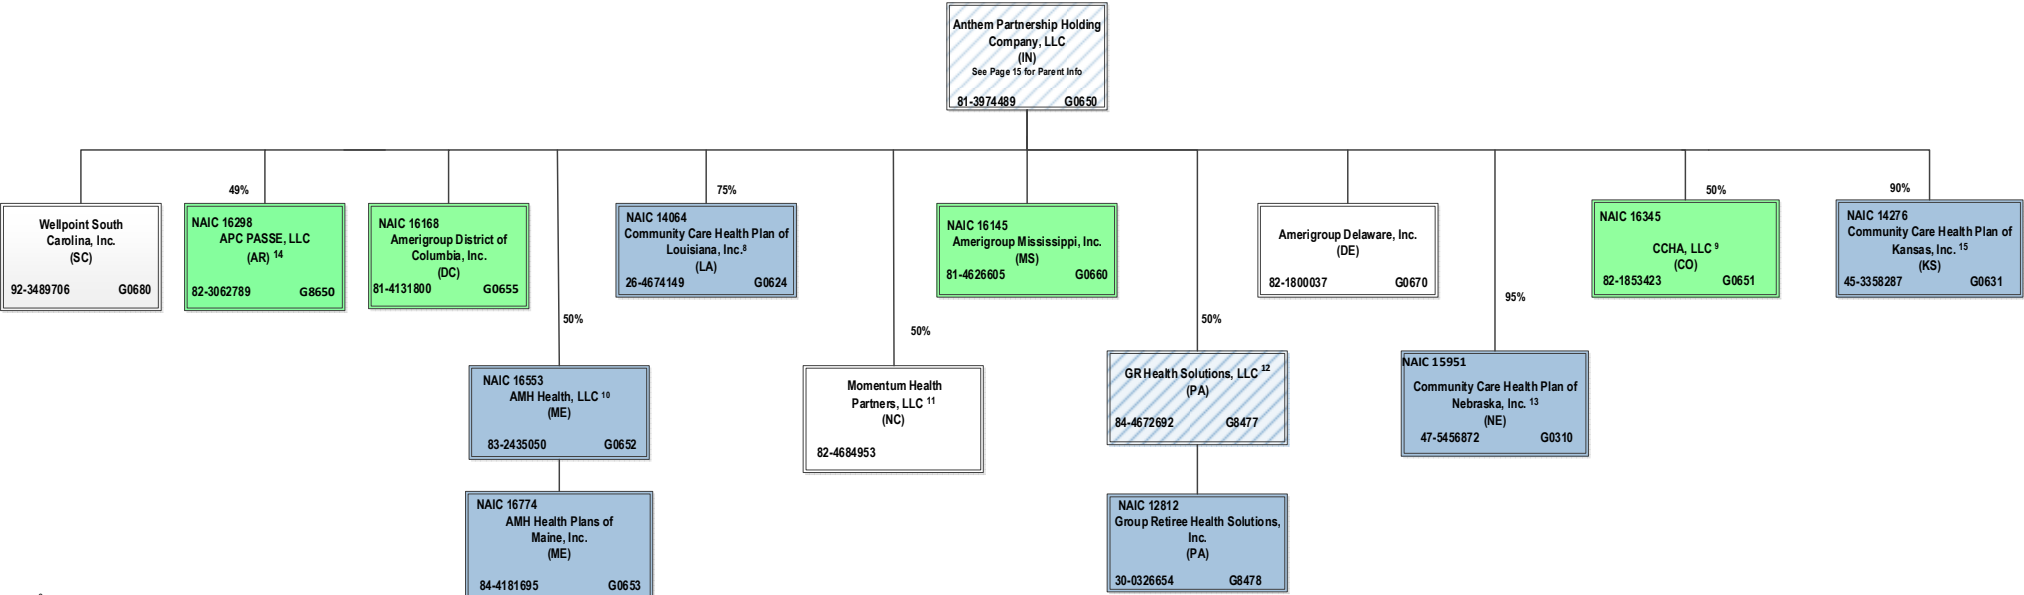 Anthem Partnership Holding
Company, LLC
(IN)
See Page 15 for Parent Info
81-3974489 G0650
49%
75%
50%
90%
Wellpoint South
Carolina, Inc.
(SC)
92-3489706 G0680
NAIC 16298
APC PASSE, LLC
(AR) 14
82-3062789 G8650
NAIC 16168
Amerigroup District of
Columbia, Inc.
(DC)
81-4131800 G0655
NAIC 14064
Community Care Health Plan of
Louisiana, Inc.8
(LA)
26-4674149 G0624
NAIC 16145
Amerigroup Mississippi, Inc.
(MS)
81-4626605 G0660
Amerigroup Delaware, Inc.
(DE)
82-1800037 G0670
NAIC 16345
CCHA, LLC 9
(CO)
82-1853423 G0651
NAIC 14276
Community Care Health Plan of
Kansas, Inc. 15
(KS)
45-3358287 G0631
50%
50%
50%
95%
NAIC 16553
AMH Health, LLC 10
(ME)
83-2435050 G0652
Momentum Health
Partners, LLC 11
(NC)
82-4684953
GR Health Solutions, LLC 12
(PA)
84-4672692 G8477
NAIC 15951
Community Care Health Plan of
Nebraska, Inc. 13
(NE)
47-5456872 G0310
NAIC 16774
AMH Health Plans of
Maine, Inc.
(ME)
84-4181695 G0653
NAIC 12812
Group Retiree Health Solutions,
Inc.
(PA)
30-0326654 G8478